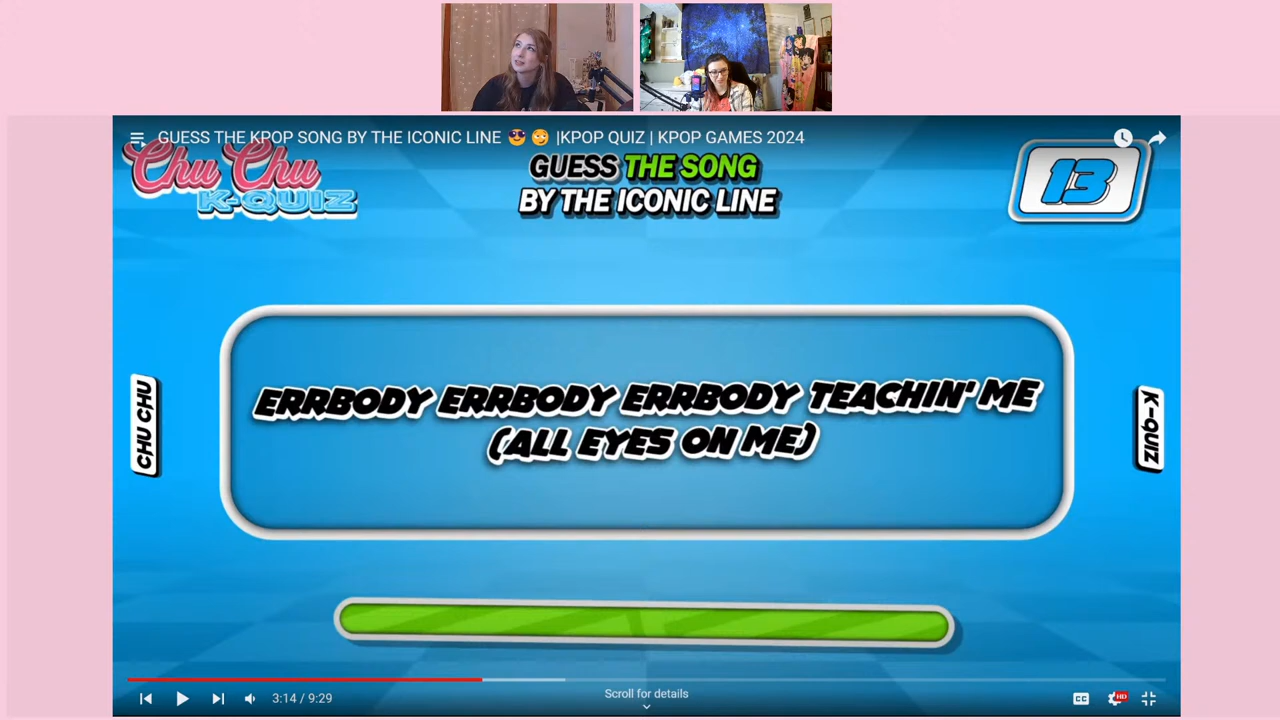 GUESS THE KPOP SONG BY THE ICONIC LINE 😎 😏 |KPOP QUIZ | KPOP GAMES 2024
Chu Chu
K-QUIZ
GUESS THE SONG
BY THE ICONIC LINE
13
ERRBODY ERRBODY ERRBODY TEACHIN' ME
(ALL EYES ON ME)
CHU CHU
K-QUIZ
3:14 / 9:29
Scroll for details
CC
HD